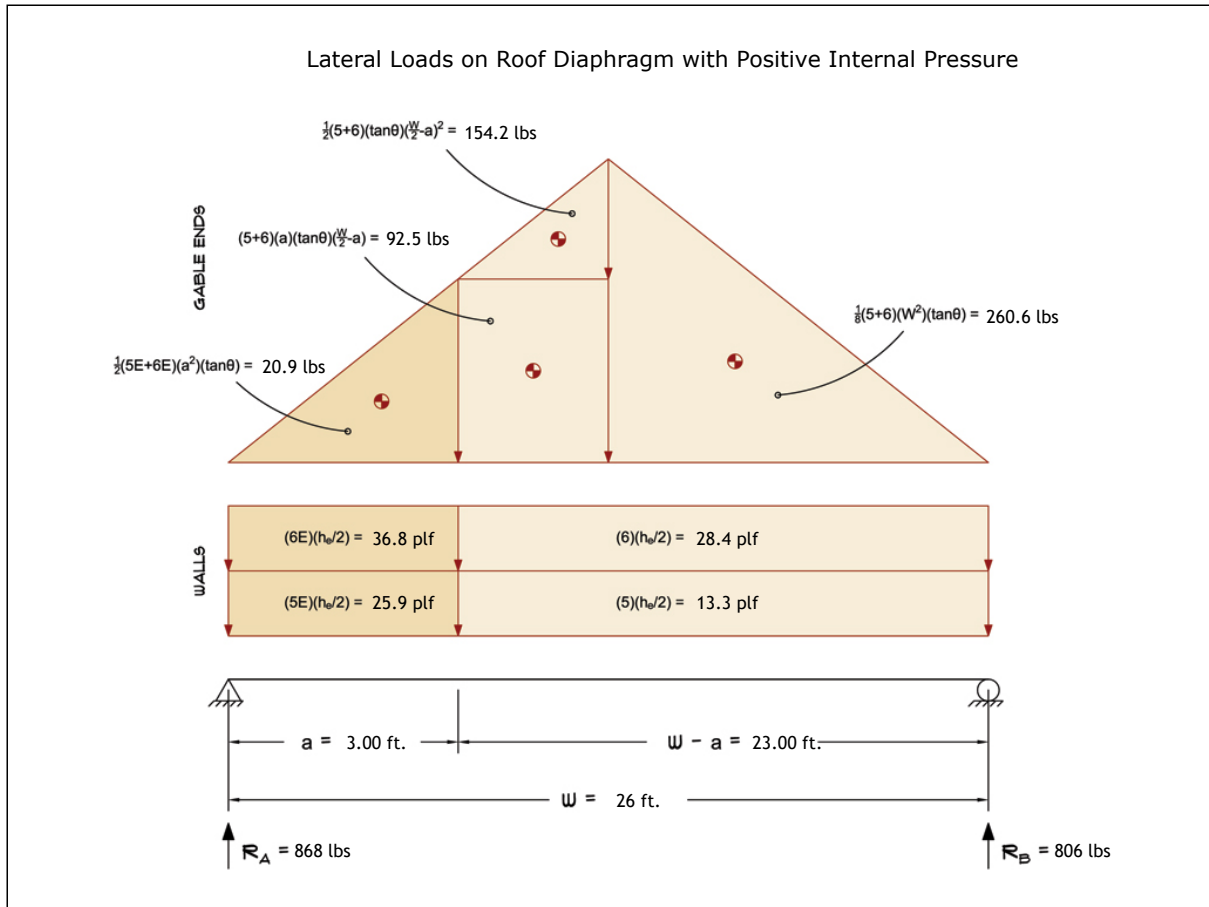 Lateral Loads on Roof Diaphragm with Positive Internal Pressure
½(5+6)(tanθ)(W/2-a)² = 154.2 lbs
GABLE ENDS
(5+6)(a)(tanθ)(W/2-a) = 92.5 lbs
⅛(5+6)(W²)(tanθ) = 260.6 lbs
½(5E+6E)(a²)(tanθ) = 20.9 lbs
WALLS
(6E)(hₑ/2) = 36.8 plf
(6)(hₑ/2) = 28.4 plf
(5E)(hₑ/2) = 25.9 plf
(5)(hₑ/2) = 13.3 plf
a = 3.00 ft.
W - a = 23.00 ft.
W = 26 ft.
R_A = 868 lbs
R_B = 806 lbs